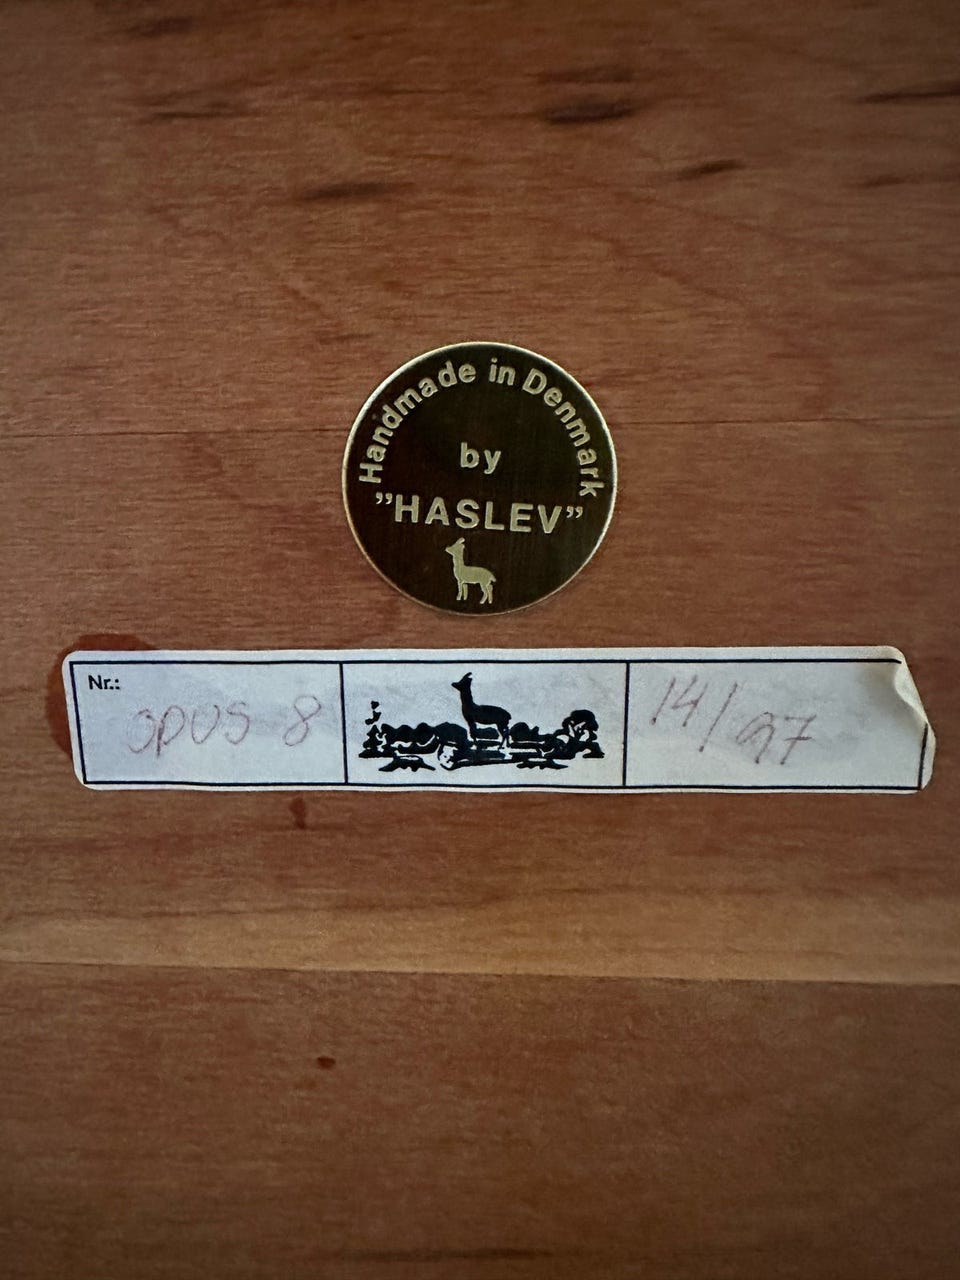 Handmade in Denmark
by
”HASLEV”
Nr.: OPUS 8
14/97